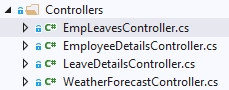 Controllers
C# EmpLeavesController.cs
C# EmployeeDetailsController.cs
C# LeaveDetailsController.cs
C# WeatherForecastController.cs